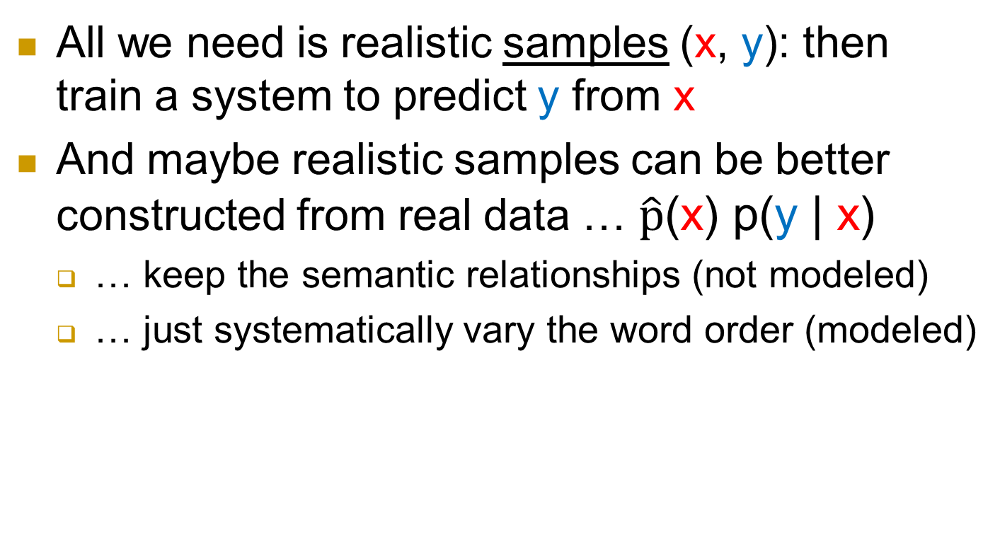 All we need is realistic samples (x, y): then
train a system to predict y from x
And maybe realistic samples can be better
constructed from real data … p̂(x) p(y | x)
… keep the semantic relationships (not modeled)
… just systematically vary the word order (modeled)